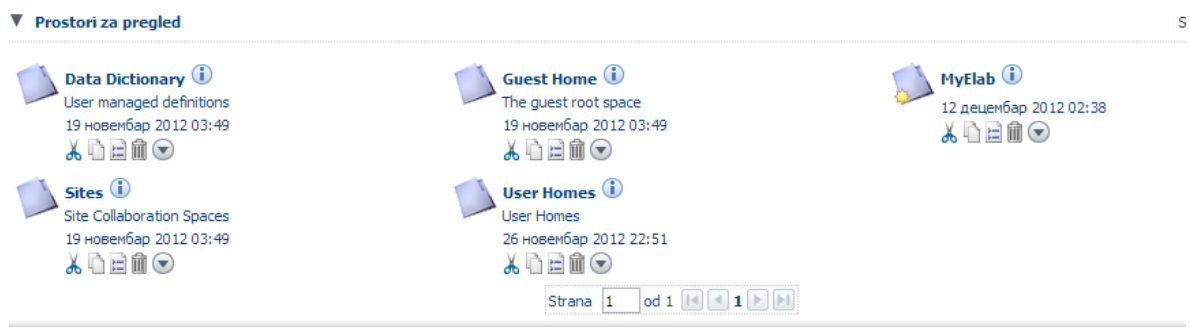 Prostori za pregled
S
Data Dictionary
User managed definitions
19 новембар 2012 03:49
Guest Home
The guest root space
19 новембар 2012 03:49
MyElab
12 децембар 2012 02:38
Sites
Site Collaboration Spaces
19 новембар 2012 03:49
User Homes
User Homes
26 новембар 2012 22:51
Strana 1 od 1 1